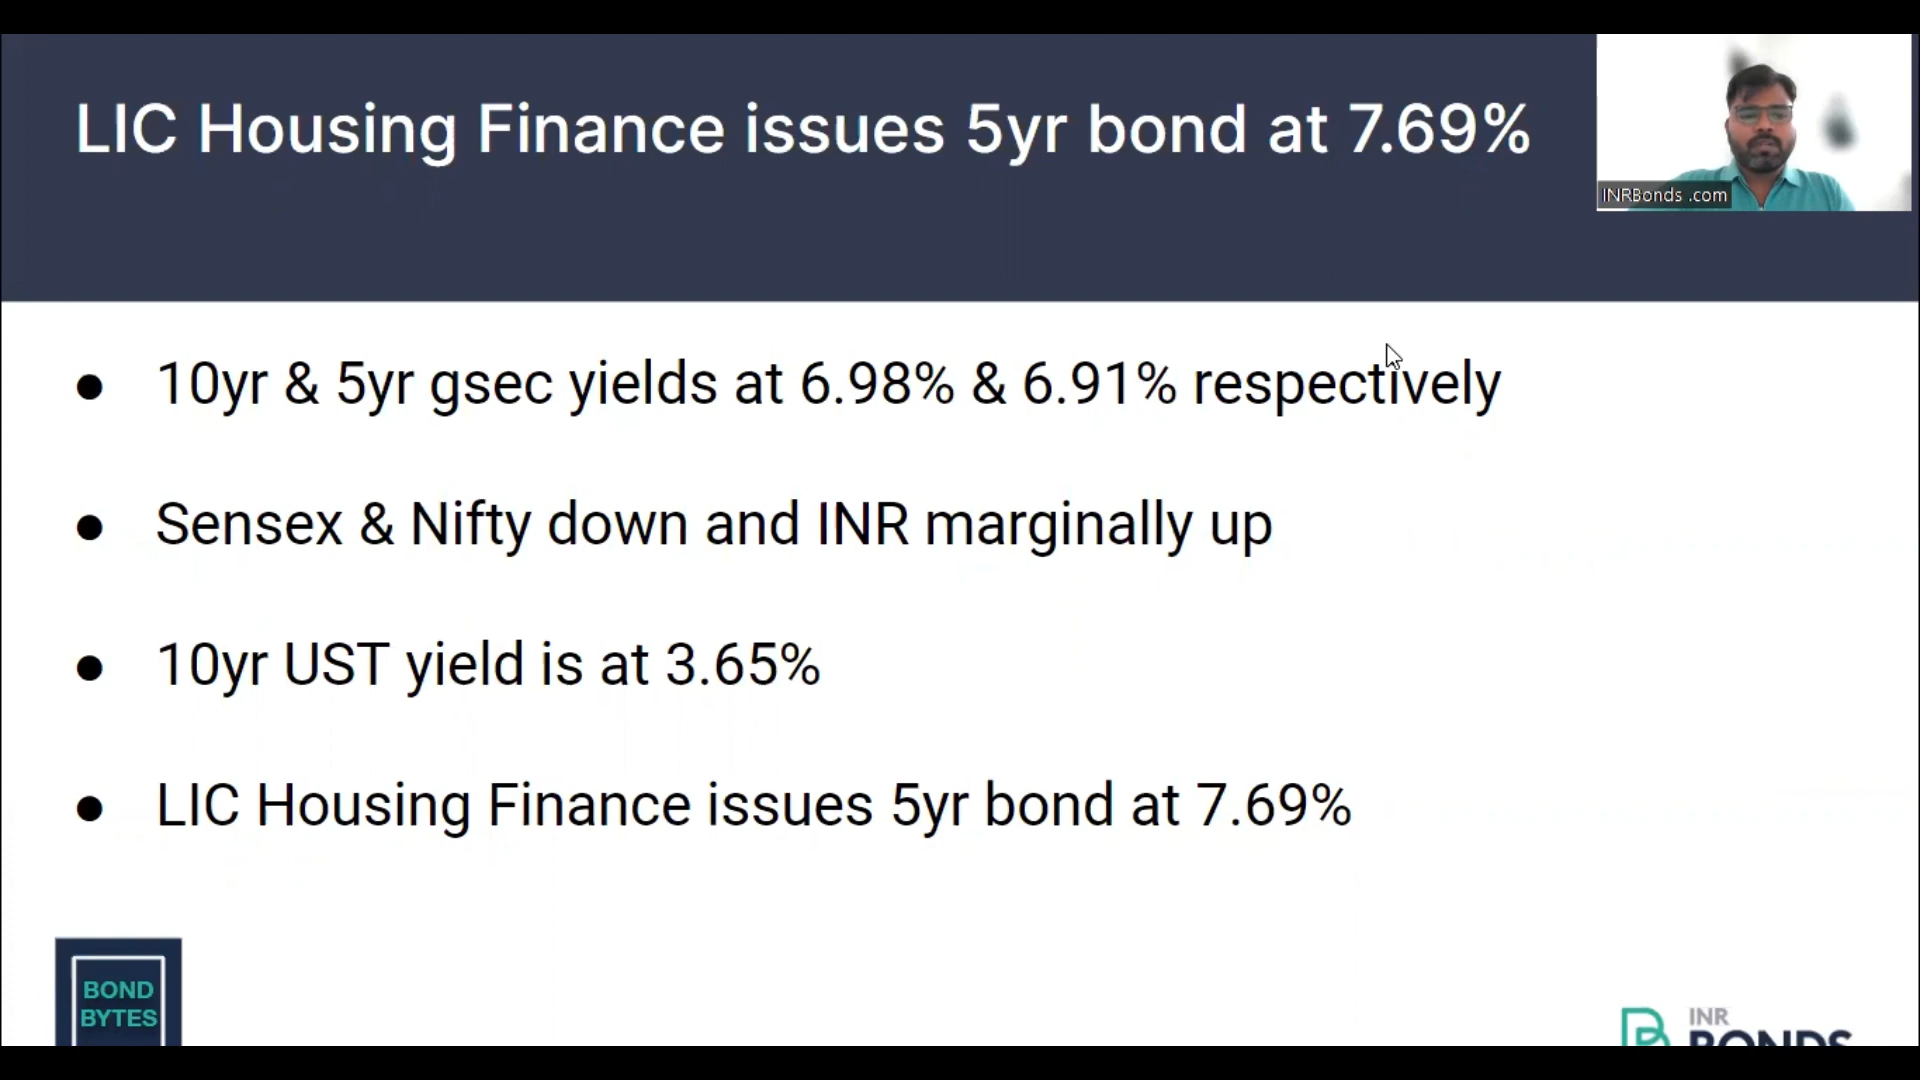 LIC Housing Finance issues 5yr bond at 7.69%
INRBonds .com
● 10yr & 5yr gsec yields at 6.98% & 6.91% respectively
● Sensex & Nifty down and INR marginally up
● 10yr UST yield is at 3.65%
● LIC Housing Finance issues 5yr bond at 7.69%
BOND
BYTES
INR
BONDS